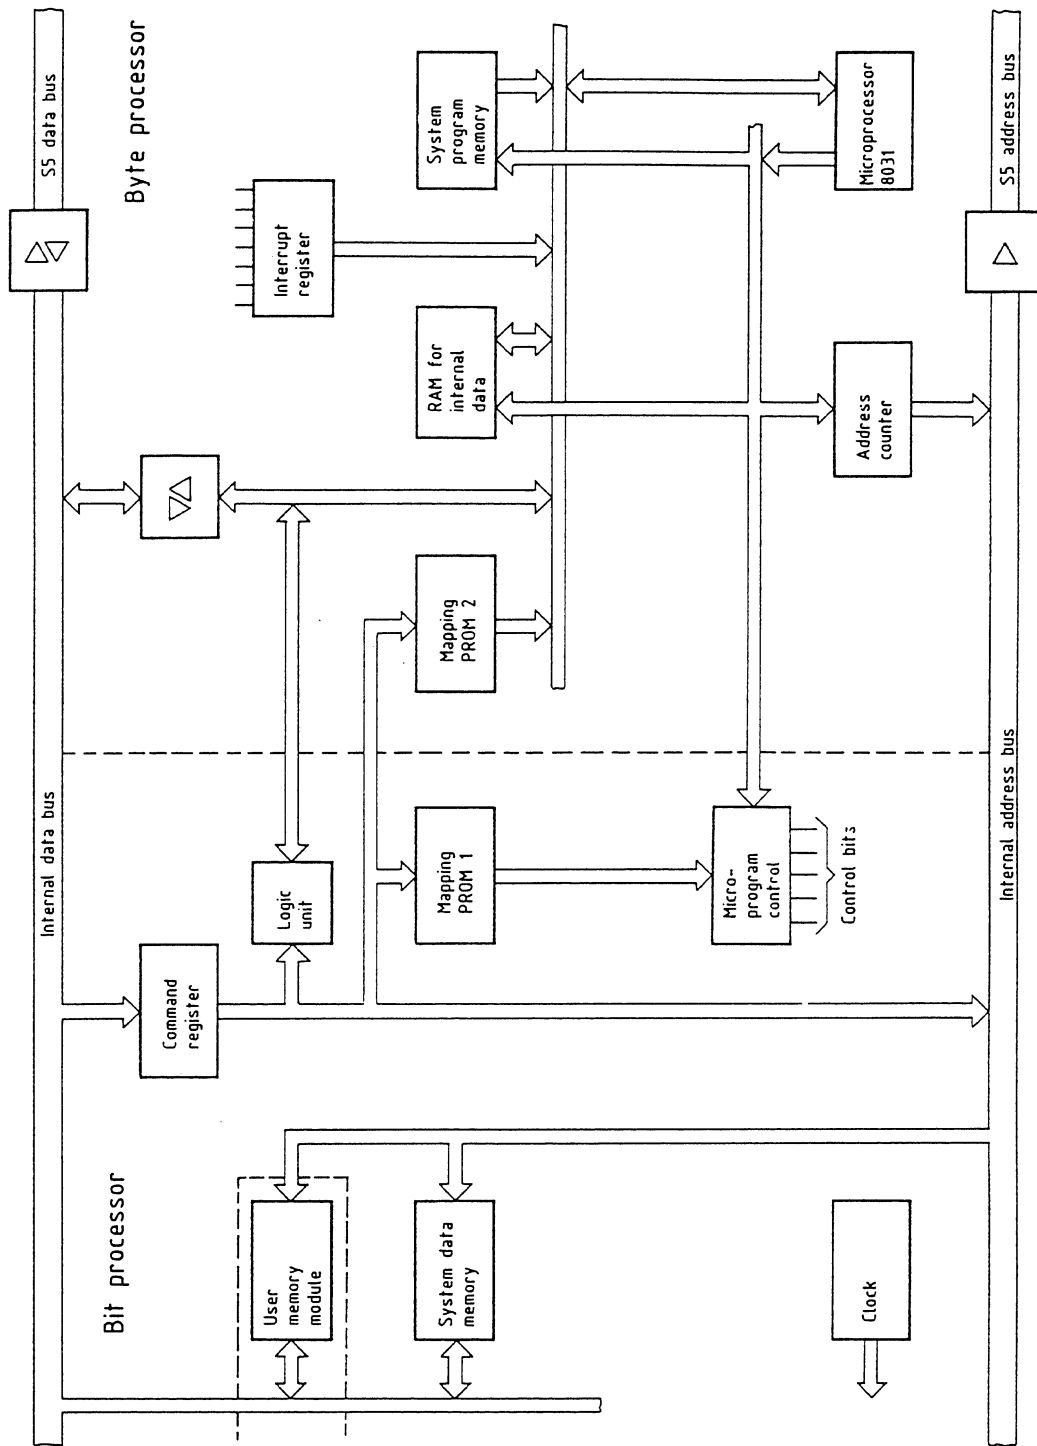 Internal data bus
S5 data bus
Bit processor
Byte processor
Command
register
User
memory
module
Logic
unit
Interrupt
register
System data
memory
Mapping
PROM 1
Mapping
PROM 2
RAM for
internal
data
System
program
memory
Micro-
program
control
Control bits
Clock
Address
counter
Microprocessor
8031
Internal address bus
S5 address bus